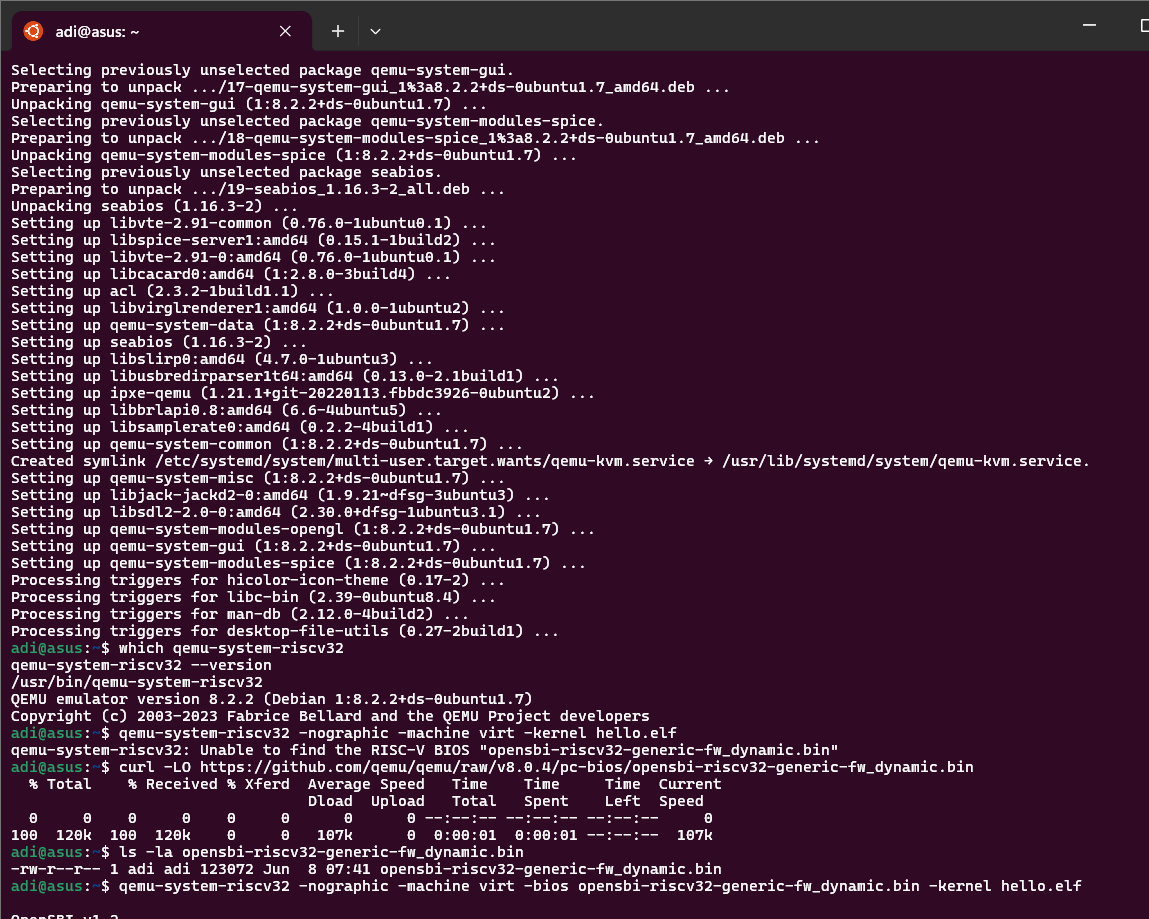 adi@asus: ~
Selecting previously unselected package qemu-system-gui.
Preparing to unpack .../17-qemu-system-gui_1%3a8.2.2+ds-0ubuntu1.7_amd64.deb ...
Unpacking qemu-system-gui (1:8.2.2+ds-0ubuntu1.7) ...
Selecting previously unselected package qemu-system-modules-spice.
Preparing to unpack .../18-qemu-system-modules-spice_1%3a8.2.2+ds-0ubuntu1.7_amd64.deb ...
Unpacking qemu-system-modules-spice (1:8.2.2+ds-0ubuntu1.7) ...
Selecting previously unselected package seabios.
Preparing to unpack .../19-seabios_1.16.3-2_all.deb ...
Unpacking seabios (1.16.3-2) ...
Setting up libvte-2.91-common (0.76.0-1ubuntu0.1) ...
Setting up libspice-server1:amd64 (0.15.1-1build2) ...
Setting up libvte-2.91-0:amd64 (0.76.0-1ubuntu0.1) ...
Setting up libcacard0:amd64 (1:2.8.0-3build4) ...
Setting up acl (2.3.2-1build1.1) ...
Setting up libvirglrenderer1:amd64 (1.0.0-1ubuntu2) ...
Setting up qemu-system-data (1:8.2.2+ds-0ubuntu1.7) ...
Setting up seabios (1.16.3-2) ...
Setting up libslirp0:amd64 (4.7.0-1ubuntu3) ...
Setting up libusbredirparser1t64:amd64 (0.13.0-2.1build1) ...
Setting up ipxe-qemu (1.21.1+git-20220113.fbbdc3926-0ubuntu2) ...
Setting up libbrlapi0.8:amd64 (6.6-4ubuntu5) ...
Setting up libsamplerate0:amd64 (0.2.2-4build1) ...
Setting up qemu-system-common (1:8.2.2+ds-0ubuntu1.7) ...
Created symlink /etc/systemd/system/multi-user.target.wants/qemu-kvm.service → /usr/lib/systemd/system/qemu-kvm.service.
Setting up qemu-system-misc (1:8.2.2+ds-0ubuntu1.7) ...
Setting up libjack-jackd2-0:amd64 (1.9.21~dfsg-3ubuntu3) ...
Setting up libsdl2-2.0-0:amd64 (2.30.0+dfsg-1ubuntu3.1) ...
Setting up qemu-system-modules-opengl (1:8.2.2+ds-0ubuntu1.7) ...
Setting up qemu-system-gui (1:8.2.2+ds-0ubuntu1.7) ...
Setting up qemu-system-modules-spice (1:8.2.2+ds-0ubuntu1.7) ...
Processing triggers for hicolor-icon-theme (0.17-2) ...
Processing triggers for libc-bin (2.39-0ubuntu8.4) ...
Processing triggers for man-db (2.12.0-4build2) ...
Processing triggers for desktop-file-utils (0.27-2build1) ...
adi@asus:~$ which qemu-system-riscv32
qemu-system-riscv32 --version
/usr/bin/qemu-system-riscv32
QEMU emulator version 8.2.2 (Debian 1:8.2.2+ds-0ubuntu1.7)
Copyright (c) 2003-2023 Fabrice Bellard and the QEMU Project developers
adi@asus:~$ qemu-system-riscv32 -nographic -machine virt -kernel hello.elf
qemu-system-riscv32: Unable to find the RISC-V BIOS "opensbi-riscv32-generic-fw_dynamic.bin"
adi@asus:~$ curl -LO https://github.com/qemu/qemu/raw/v8.0.4/pc-bios/opensbi-riscv32-generic-fw_dynamic.bin
  % Total    % Received % Xferd  Average Speed   Time    Time     Time  Current
                                 Dload  Upload   Total   Spent    Left  Speed
  0     0    0     0    0     0      0      0 --:--:-- --:--:-- --:--:--     0
100  120k  100  120k    0     0   107k      0  0:00:01  0:00:01 --:--:--  107k
adi@asus:~$ ls -la opensbi-riscv32-generic-fw_dynamic.bin
-rw-r--r-- 1 adi adi 123072 Jun  8 07:41 opensbi-riscv32-generic-fw_dynamic.bin
adi@asus:~$ qemu-system-riscv32 -nographic -machine virt -bios opensbi-riscv32-generic-fw_dynamic.bin -kernel hello.elf
OpenSBI v1.2